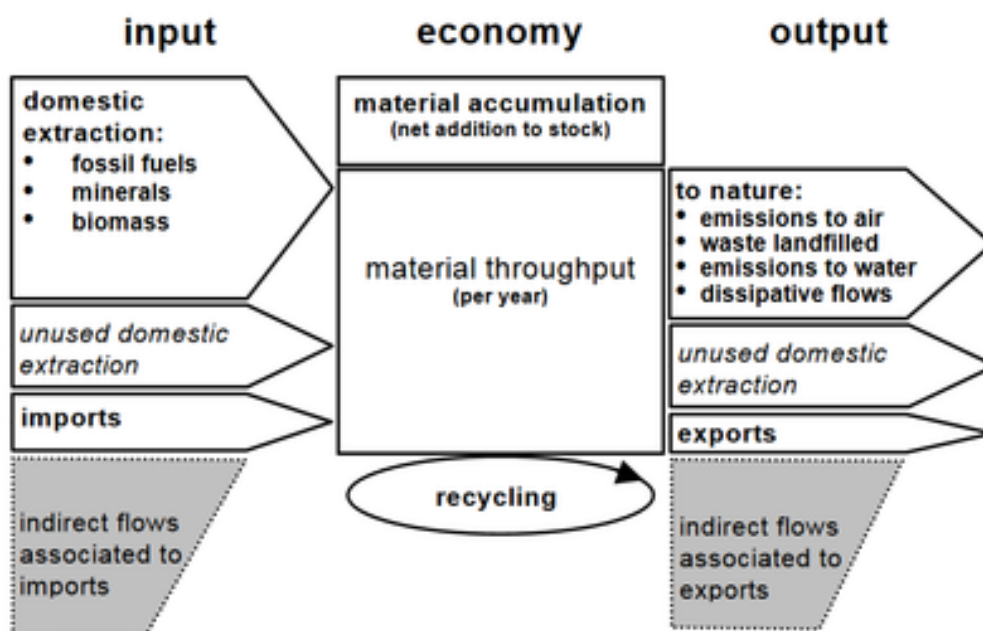 input
economy
output
domestic
extraction:
• fossil fuels
• minerals
• biomass
unused domestic
extraction
imports
indirect flows
associated to
imports
material accumulation
(net addition to stock)
material throughput
(per year)
recycling
to nature:
• emissions to air
• waste landfilled
• emissions to water
• dissipative flows
unused domestic
extraction
exports
indirect flows
associated to
exports